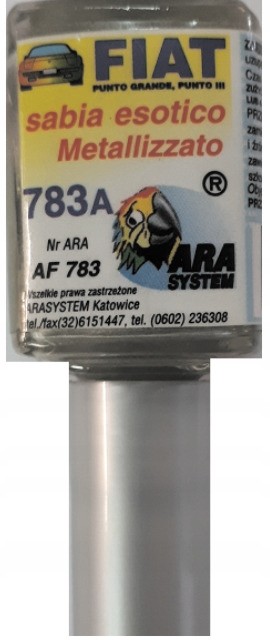 FIAT
PUNTO GRANDE, PUNTO III
sabia esotico
Metallizzato
783A
®
Nr ARA
AF 783
ARA
SYSTEM
Wszelkie prawa zastrzeżone
ARASYSTEM Katowice
tel./fax(32)6151447, tel. (0602) 236308